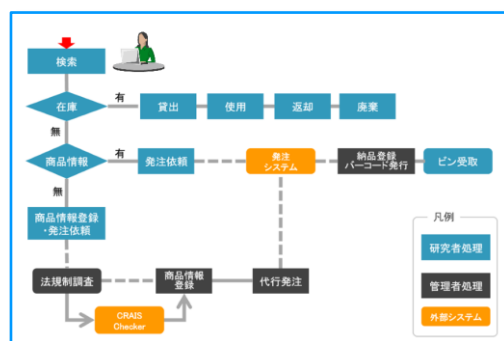 検索
在庫
有
貸出
使用
返却
廃棄
無
商品情報
有
発注依頼
発注
システム
納品登録
バーコード発行
ビン受取
無
商品情報登録
・発注依頼
法規制調査
商品情報
登録
代行発注
CRAIS
Checker
凡例
研究者処理
管理者処理
外部システム